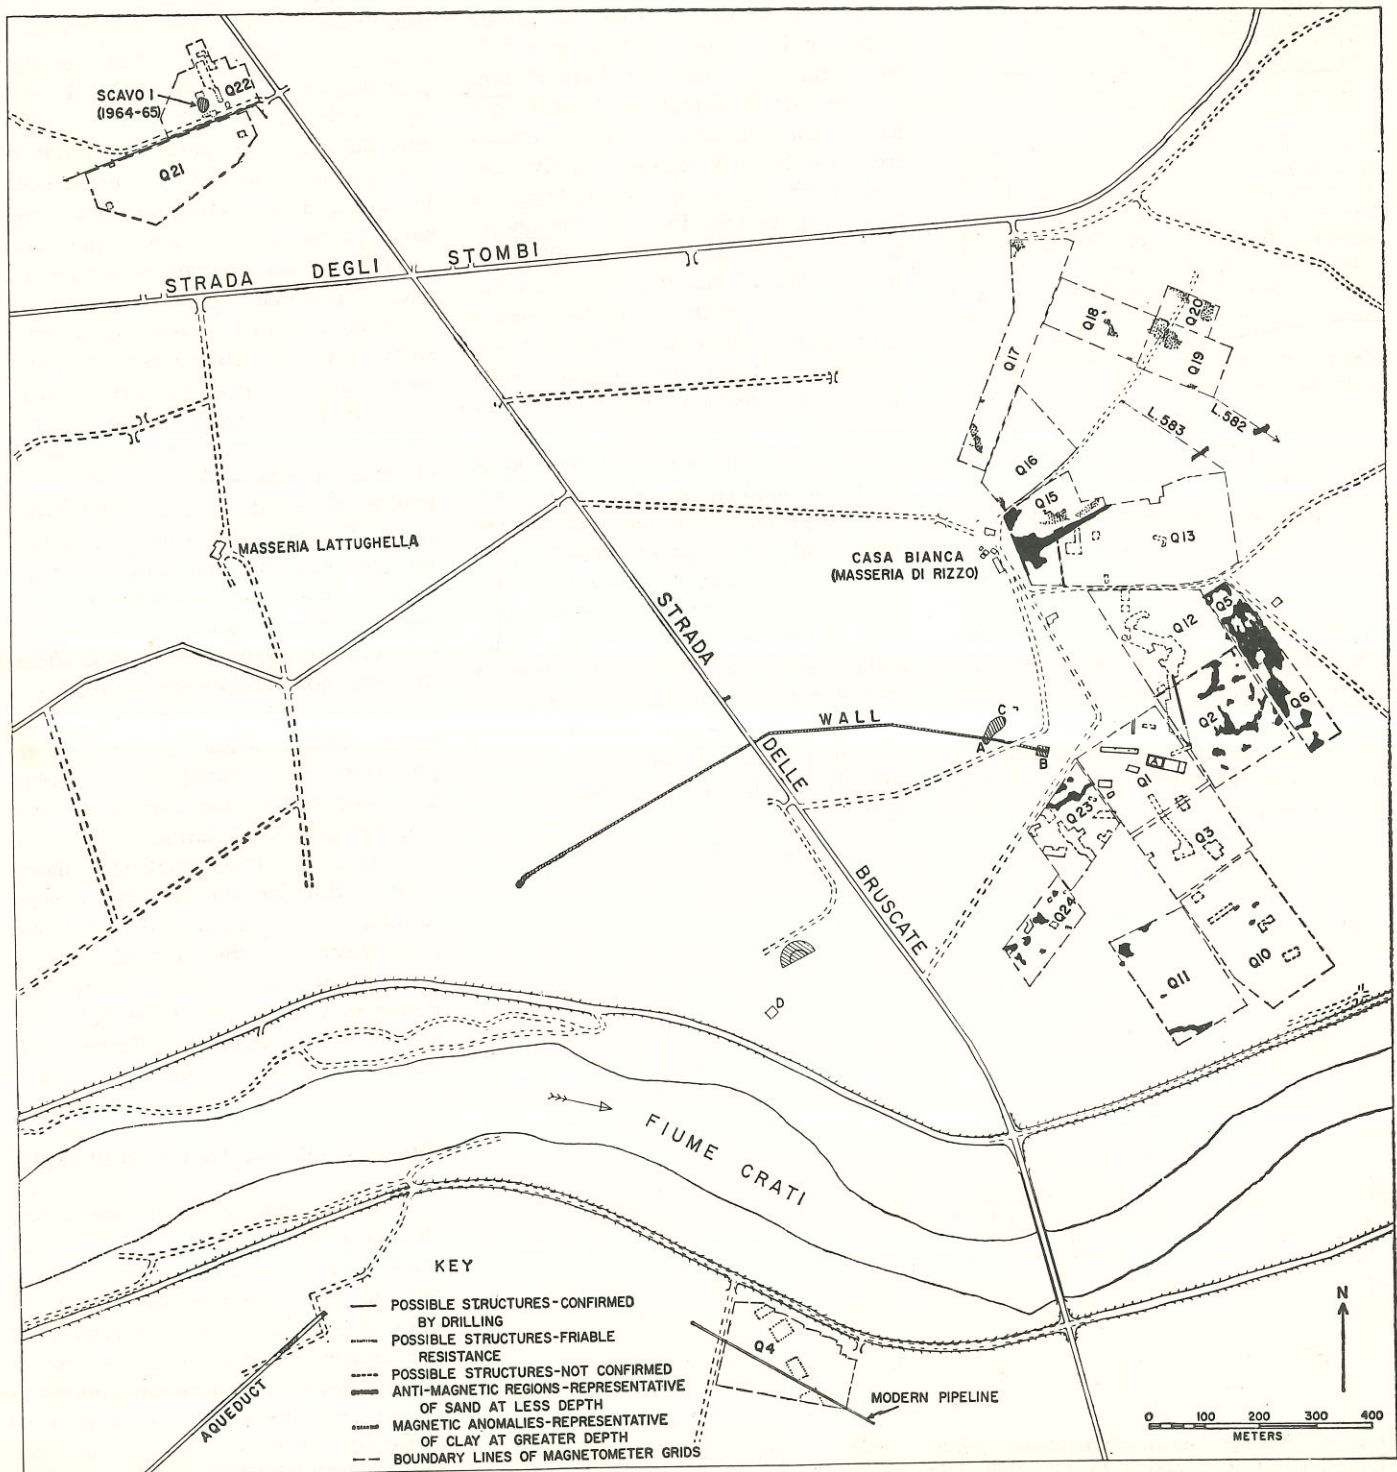 SCAVO I
(1964-65)
Q22
Q21
STRADA DEGLI STOMBI
Q20
Q18
Q19
Q17
L.582
L.583
Q16
Q15
Q13
MASSERIA LATTUGHELLA
CASA BIANCA
(MASSERIA DI RIZZO)
STRADA DELLE BRUSCATE
Q5
Q12
Q6
Q2
WALL
C
A
B
A
Q1
D
Q23
Q3
Q24
Q10
Q11
D
FIUME CRATI
KEY
POSSIBLE STRUCTURES-CONFIRMED
BY DRILLING
POSSIBLE STRUCTURES-FRIABLE
RESISTANCE
POSSIBLE STRUCTURES-NOT CONFIRMED
ANTI-MAGNETIC REGIONS-REPRESENTATIVE
OF SAND AT LESS DEPTH
MAGNETIC ANOMALIES-REPRESENTATIVE
OF CLAY AT GREATER DEPTH
BOUNDARY LINES OF MAGNETOMETER GRIDS
AQUEDUCT
Q4
MODERN PIPELINE
N
0 100 200 300 400
METERS